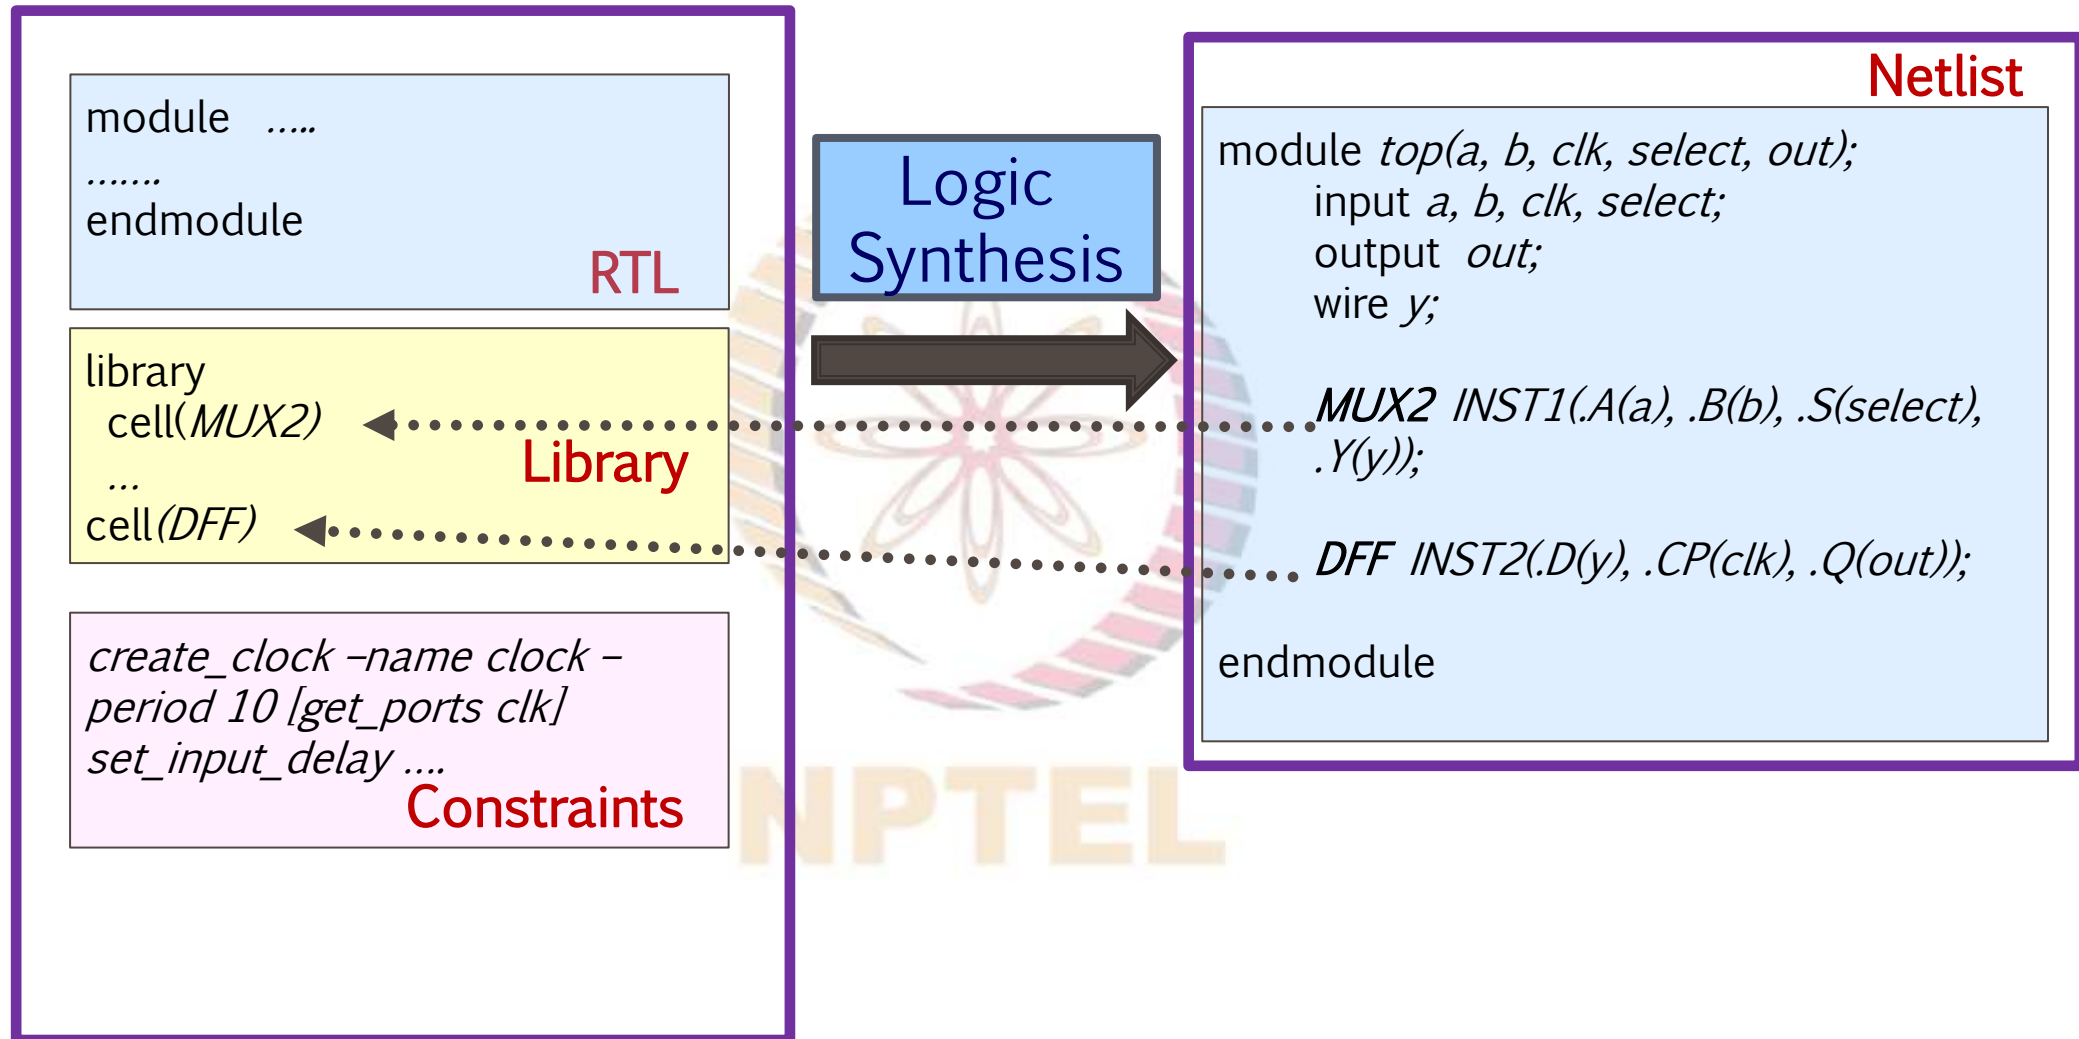 module …..
…….
endmodule
RTL
library
cell(MUX2)
…
cell(DFF)
Library
create_clock –name clock –
period 10 [get_ports clk]
set_input_delay ….
Constraints
Logic
Synthesis
Netlist
module top(a, b, clk, select, out);
input a, b, clk, select;
output out;
wire y;
MUX2 INST1(.A(a), .B(b), .S(select),
.Y(y));
DFF INST2(.D(y), .CP(clk), .Q(out));
endmodule
NPTEL